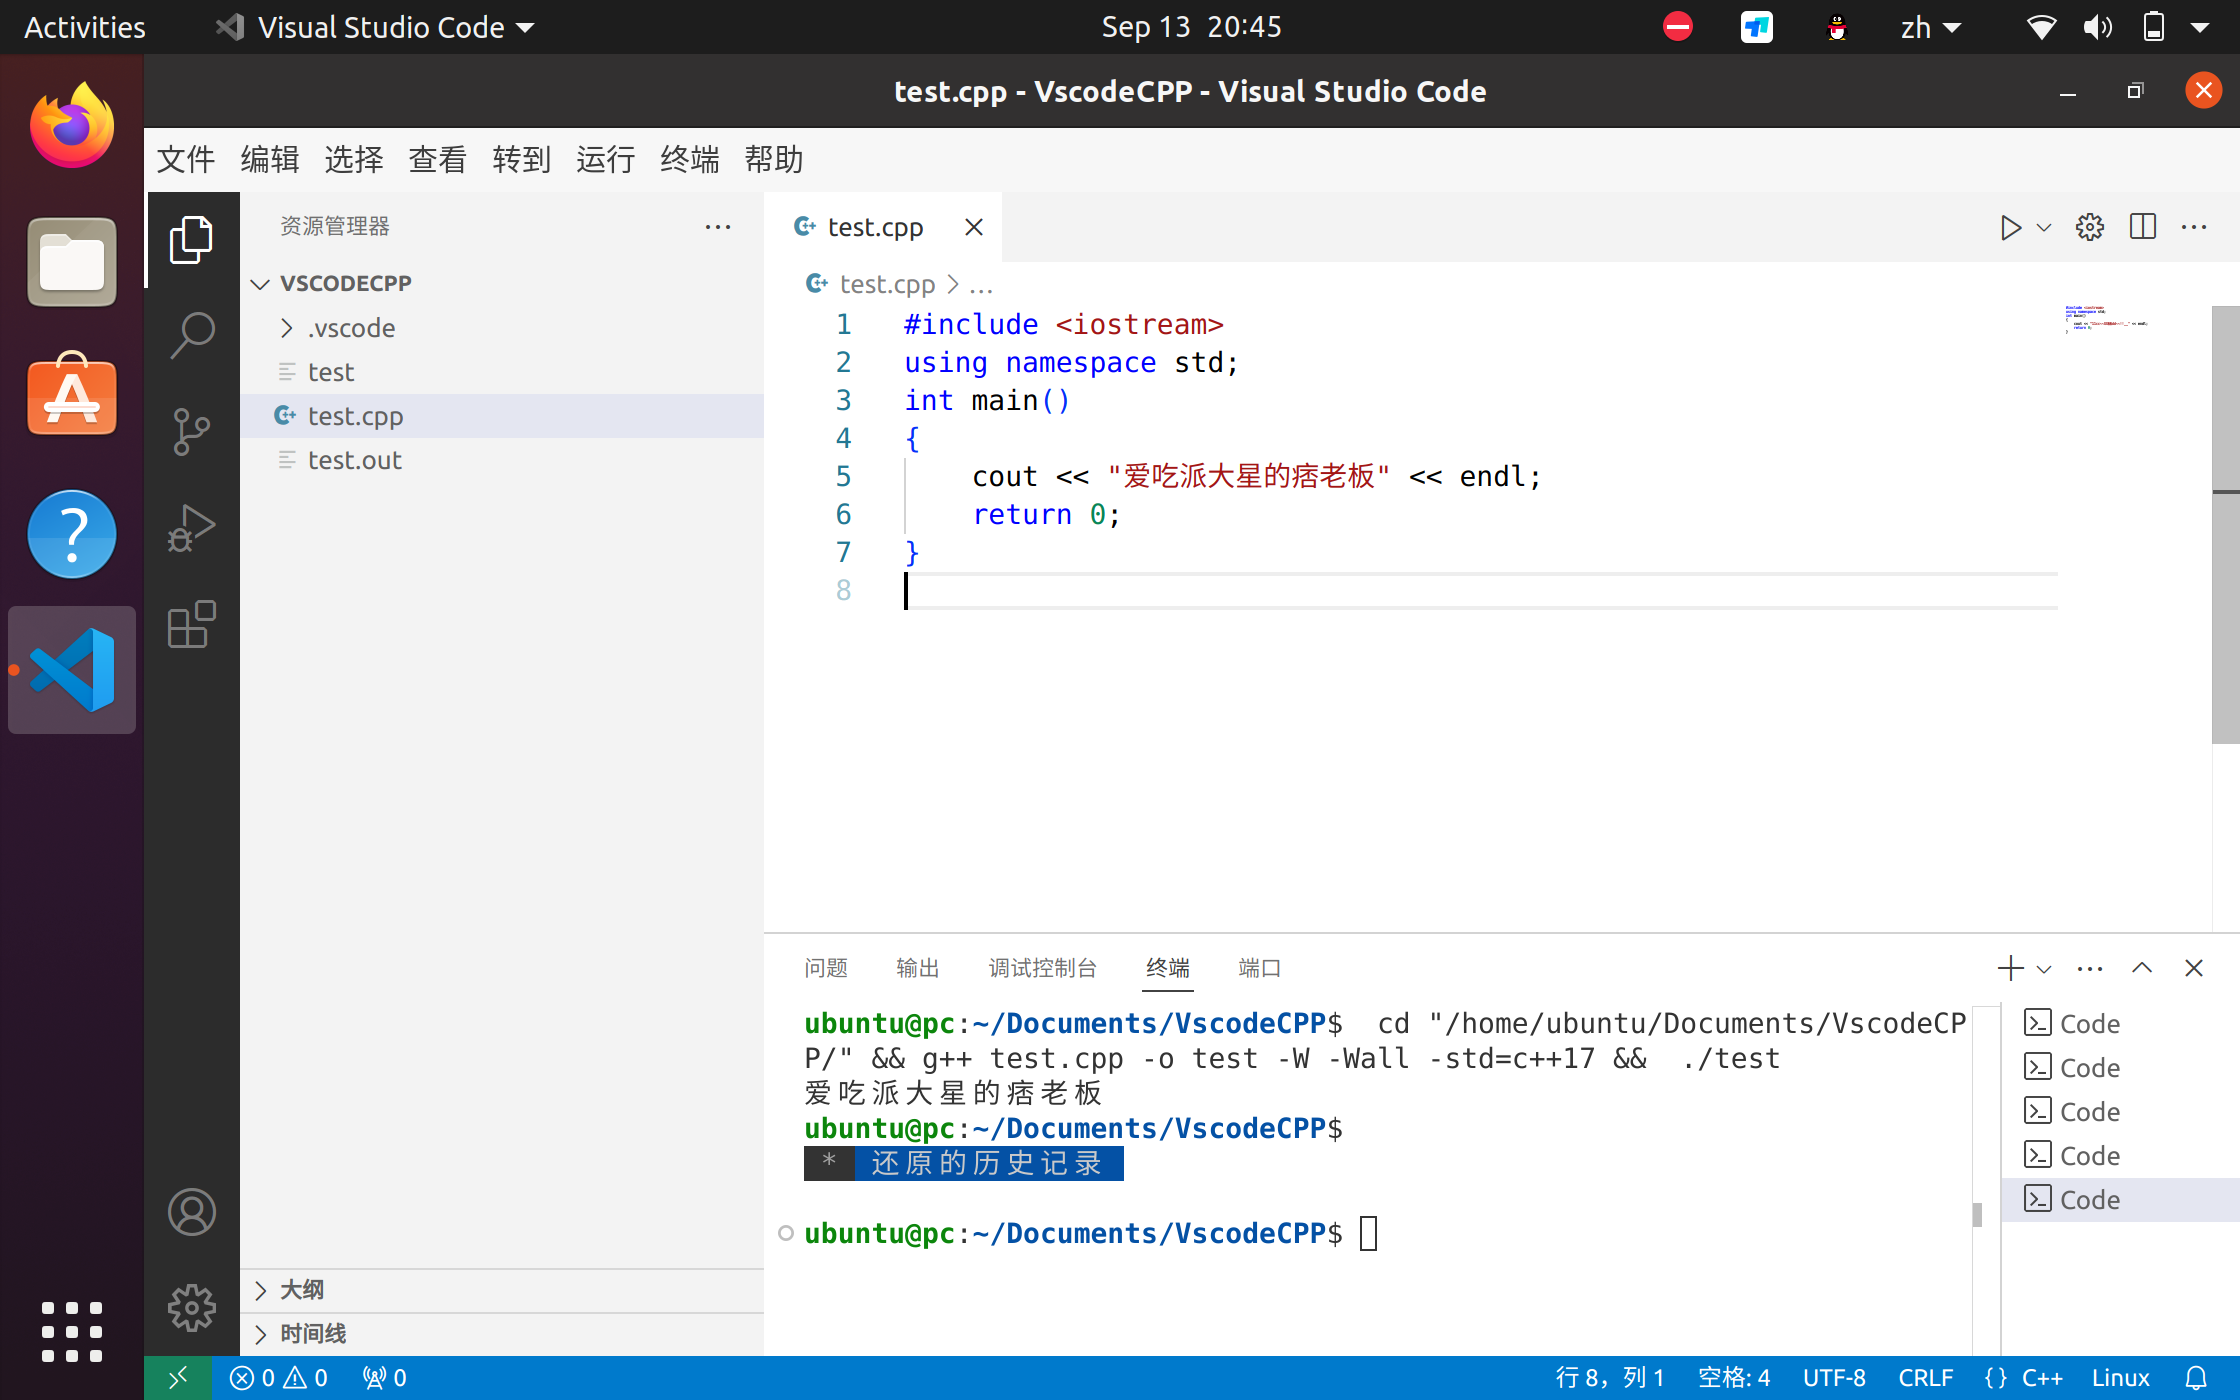 Activities
Visual Studio Code
Sep 13 20:45
zh
test.cpp - VscodeCPP - Visual Studio Code
文件 编辑 选择 查看 转到 运行 终端 帮助
资源管理器
VSCODECPP
.vscode
test
test.cpp
test.out
大纲
时间线
test.cpp
test.cpp > ...
1 #include <iostream>
2 using namespace std;
3 int main()
4 {
5     cout << "爱吃派大星的痞老板" << endl;
6     return 0;
7 }
8
问题 输出 调试控制台 终端 端口
ubuntu@pc:~/Documents/VscodeCPP$  cd "/home/ubuntu/Documents/VscodeCP
P/" && g++ test.cpp -o test -W -Wall -std=c++17 &&  ./test
爱吃派大星的痞老板
ubuntu@pc:~/Documents/VscodeCPP$
* 还原的历史记录
ubuntu@pc:~/Documents/VscodeCPP$
Code
Code
Code
Code
Code
0 0 0
行 8，列 1 空格: 4 UTF-8 CRLF {} C++ Linux